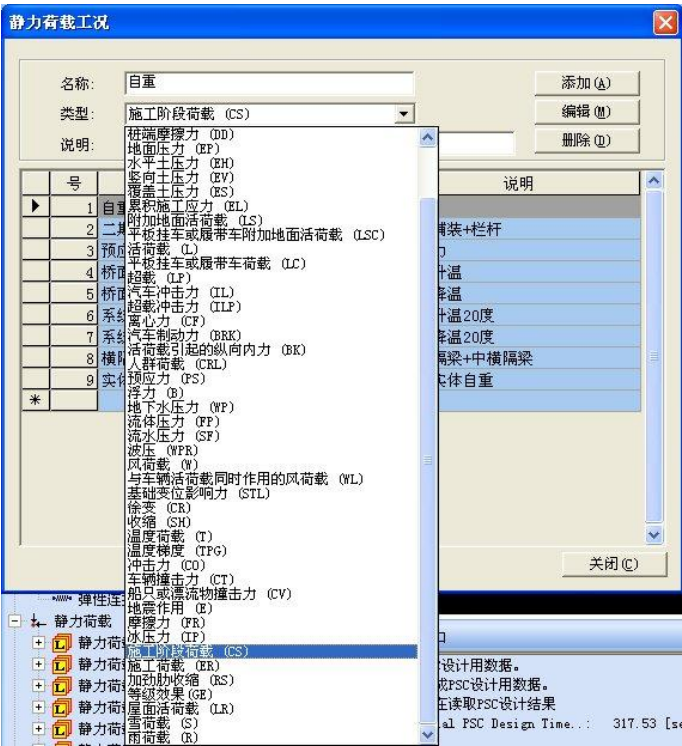 静力荷载工况
名称: 自重 添加(A)
类型: 施工阶段荷载 (CS) 编辑(M)
说明: 删除(D)
桩端摩擦力 (DD)
地面压力 (EP)
水平土压力 (EH)
竖向土压力 (EV)
覆盖土压力 (ES)
累积施工应力 (EL)
附加地面活荷载 (LS)
平板挂车或履带车附加地面活荷载 (LSC)
活荷载 (L)
平板挂车或履带车荷载 (LC)
超载 (LP)
汽车冲击力 (IL)
超载冲击力 (ILP)
离心力 (CF)
汽车制动力 (BRK)
活荷载引起的纵向内力 (BK)
人群荷载 (CRL)
预应力 (PS)
浮力 (B)
地下水压力 (WP)
流体压力 (FP)
流水压力 (SF)
波压 (WPR)
风荷载 (W)
与车辆活荷载同时作用的风荷载 (WL)
基础变位影响力 (STL)
徐变 (CR)
收缩 (SH)
温度荷载 (T)
温度梯度 (TPG)
冲击力 (CO)
车辆撞击力 (CT)
船只或漂流物撞击力 (CV)
地震作用 (E)
摩擦力 (FR)
冰压力 (IP)
施工阶段荷载 (CS)
施工荷载 (ER)
加劲肋收缩 (RS)
等级效果(GE)
屋面活荷载 (LR)
雪荷载 (S)
雨荷载 (R)
号 说明
1 自重
2 二期 铺装+栏杆
3 预应
4 桥面 升温
5 桥面 降温
6 系统 升温20度
7 系统 降温20度
8 横隔 隔梁+中横隔梁
9 实体 实体自重
*
关闭(C)
弹性连
静力荷载
静力荷
静力荷
静力荷
静力荷
静力荷
口
设计用数据。
成PSC设计用数据。
在读取PSC设计结果
al PSC Design Time..: 317.53 [se